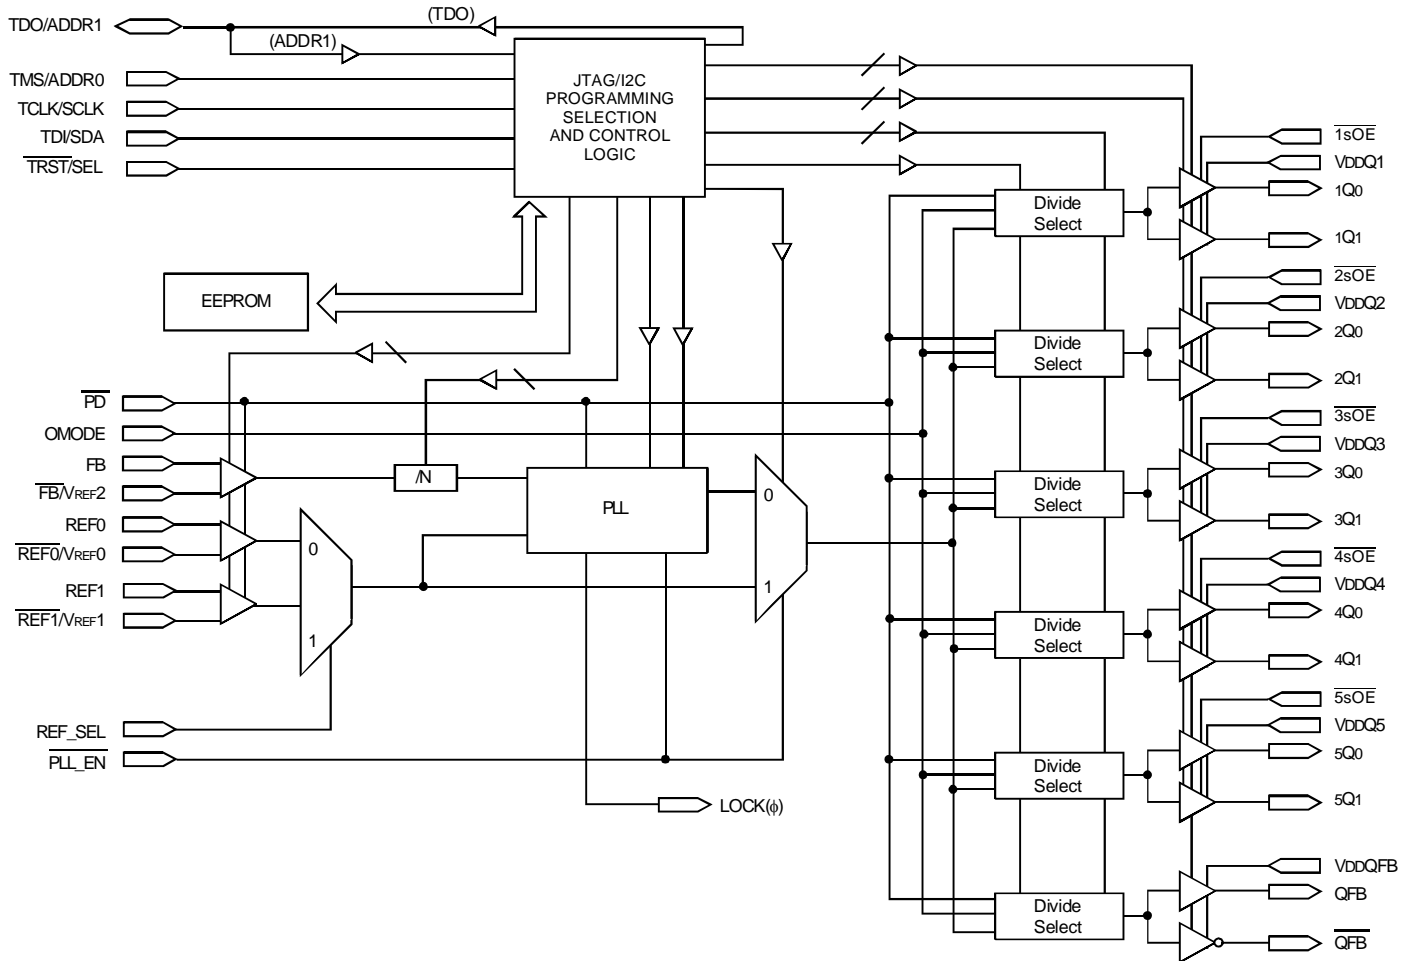 TDO/ADDR1
(TDO)
(ADDR1)
TMS/ADDR0
TCLK/SCLK
TDI/SDA
TRST/SEL
JTAG/I2C
PROGRAMMING
SELECTION
AND CONTROL
LOGIC
EEPROM
PD
OMODE
FB
FB/VREF2
REF0
REF0/VREF0
REF1
REF1/VREF1
REF_SEL
PLL_EN
/N
PLL
0
1
0
1
LOCK(ϕ)
Divide
Select
Divide
Select
Divide
Select
Divide
Select
Divide
Select
Divide
Select
1sOE
VDDQ1
1Q0
1Q1
2sOE
VDDQ2
2Q0
2Q1
3sOE
VDDQ3
3Q0
3Q1
4sOE
VDDQ4
4Q0
4Q1
5sOE
VDDQ5
5Q0
5Q1
VDDQFB
QFB
QFB